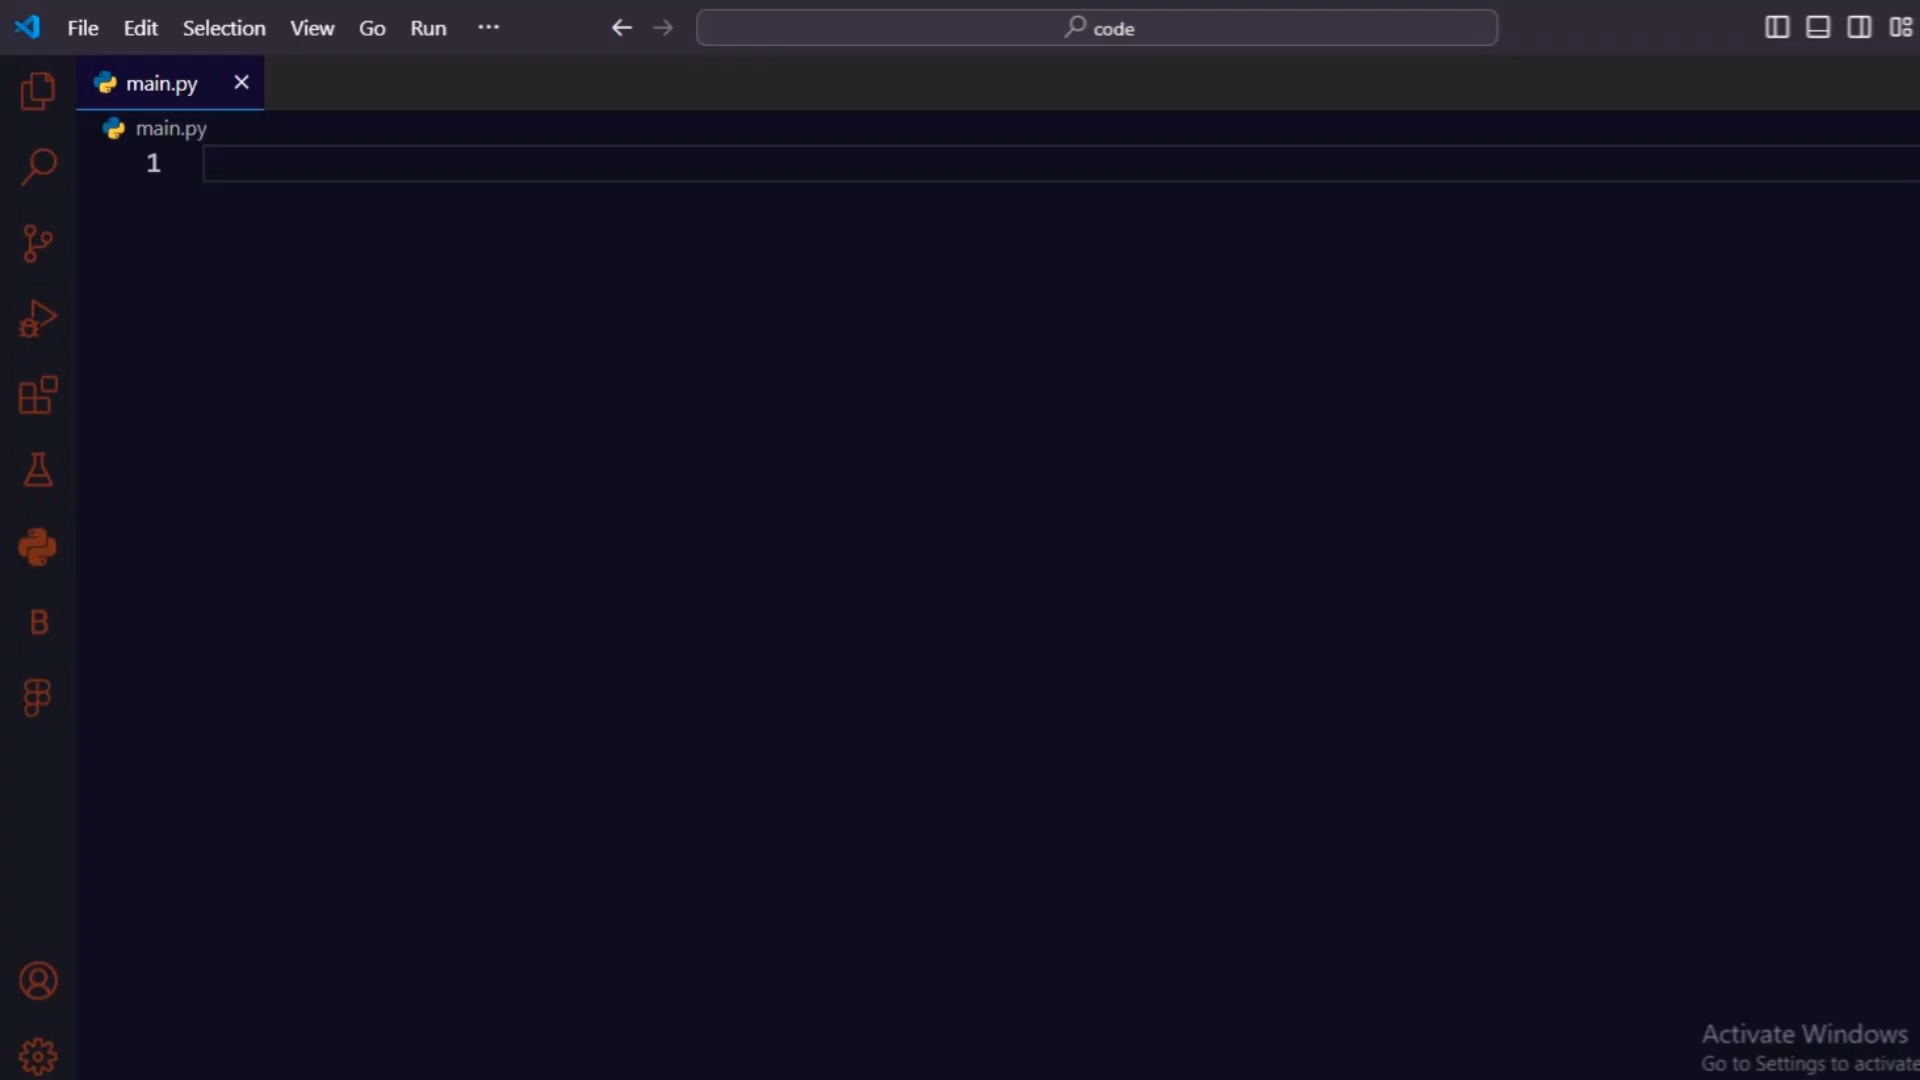 File Edit Selection View Go Run ···
code
main.py
main.py
1
B
Activate Windows
Go to Settings to activate